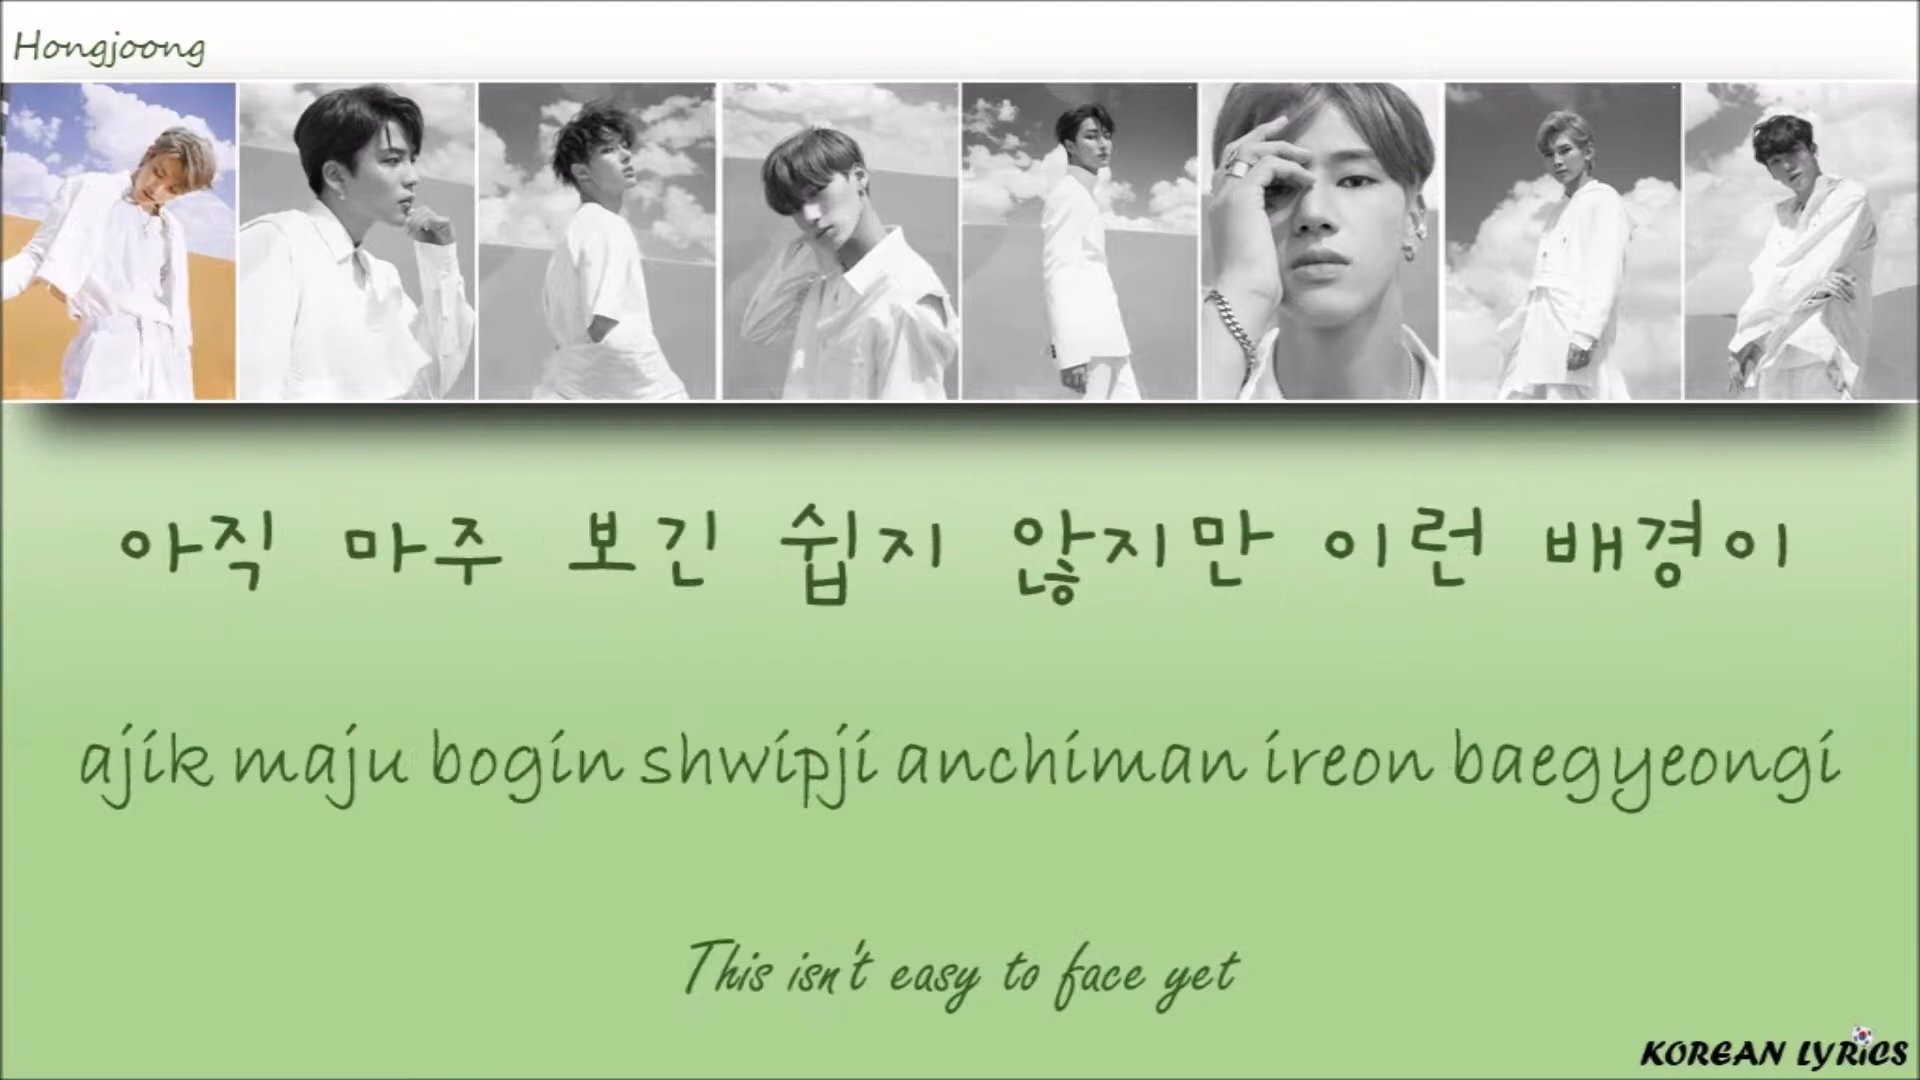 Hongjoong
아직 마주 보긴 쉽지 않지만 이런 배경이
ajik maju bogin shwipji anchiman ireon baegyeongi
This isn't easy to face yet
KOREAN LYRICS